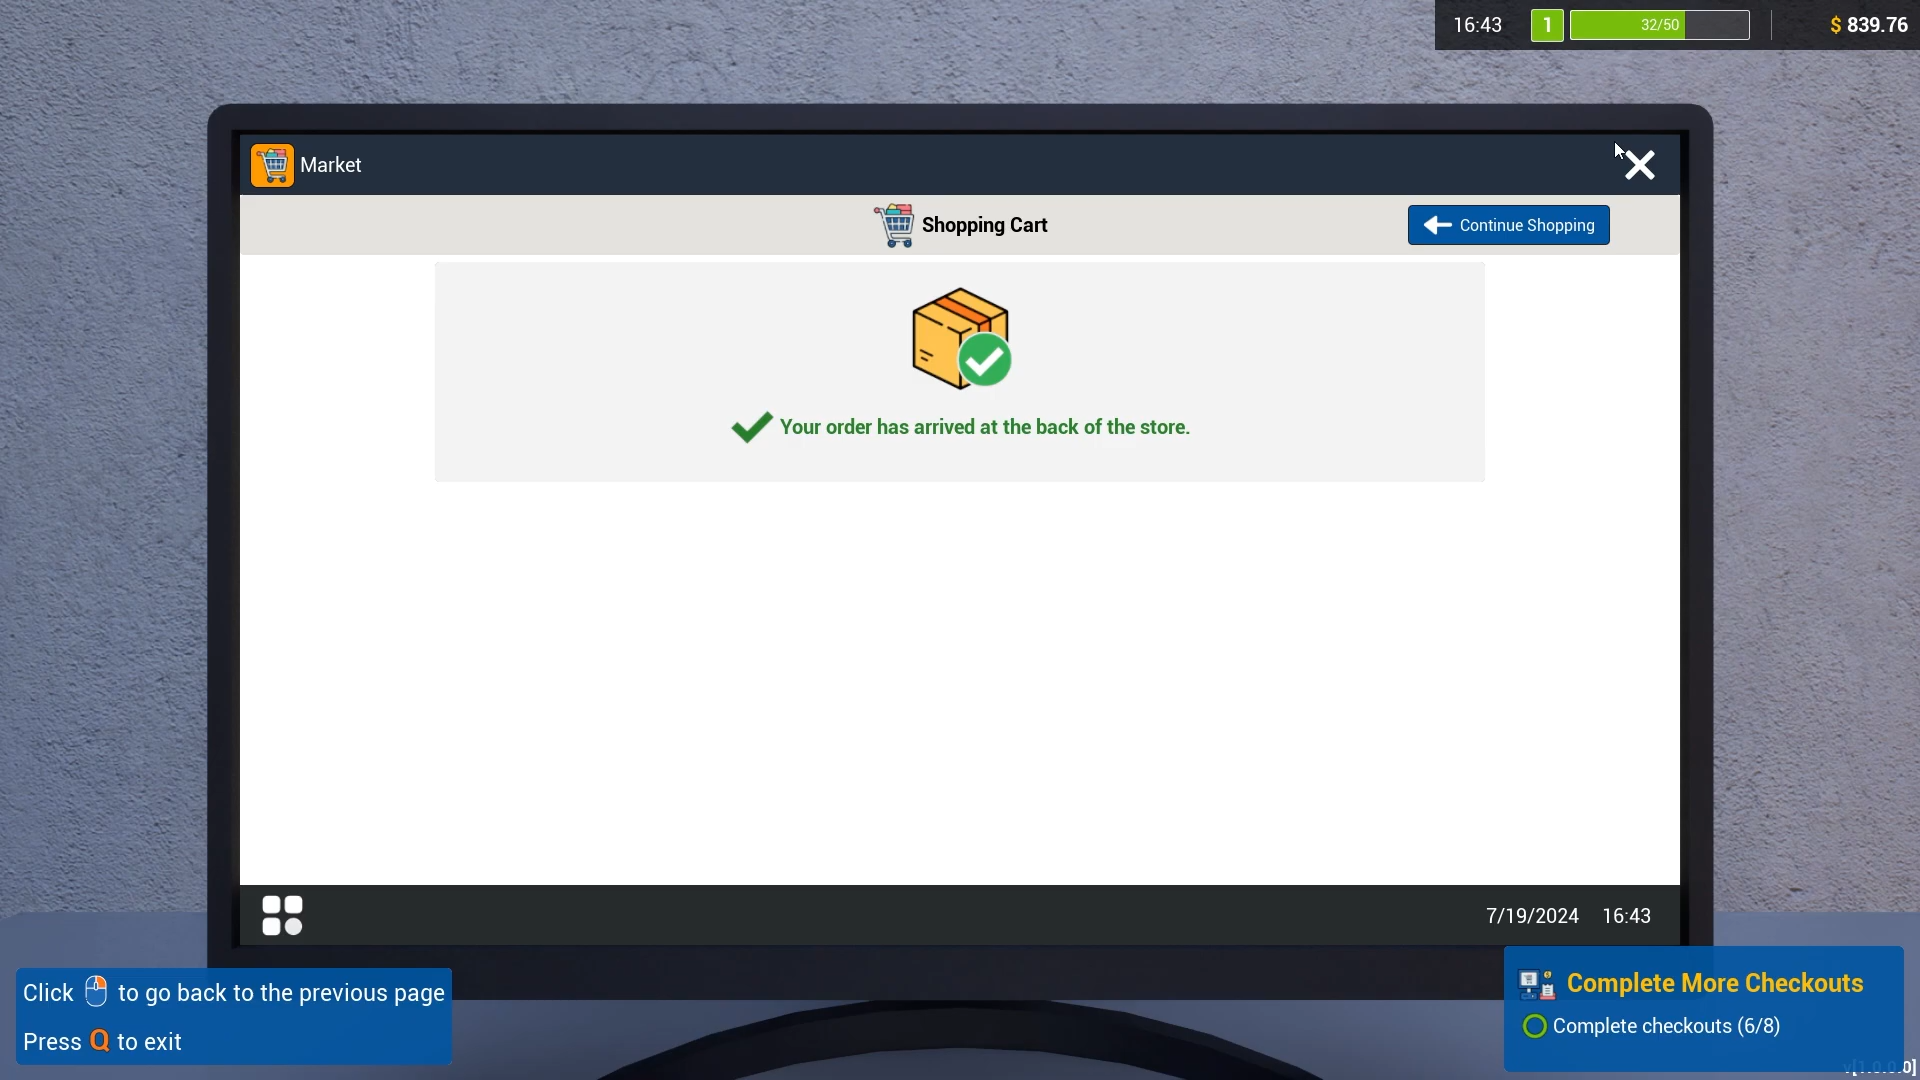 16:43 1 32/50 $ 839.76
Market
Shopping Cart
Continue Shopping
Your order has arrived at the back of the store.
7/19/2024 16:43
Click to go back to the previous page
Press Q to exit
Complete More Checkouts
Complete checkouts (6/8)